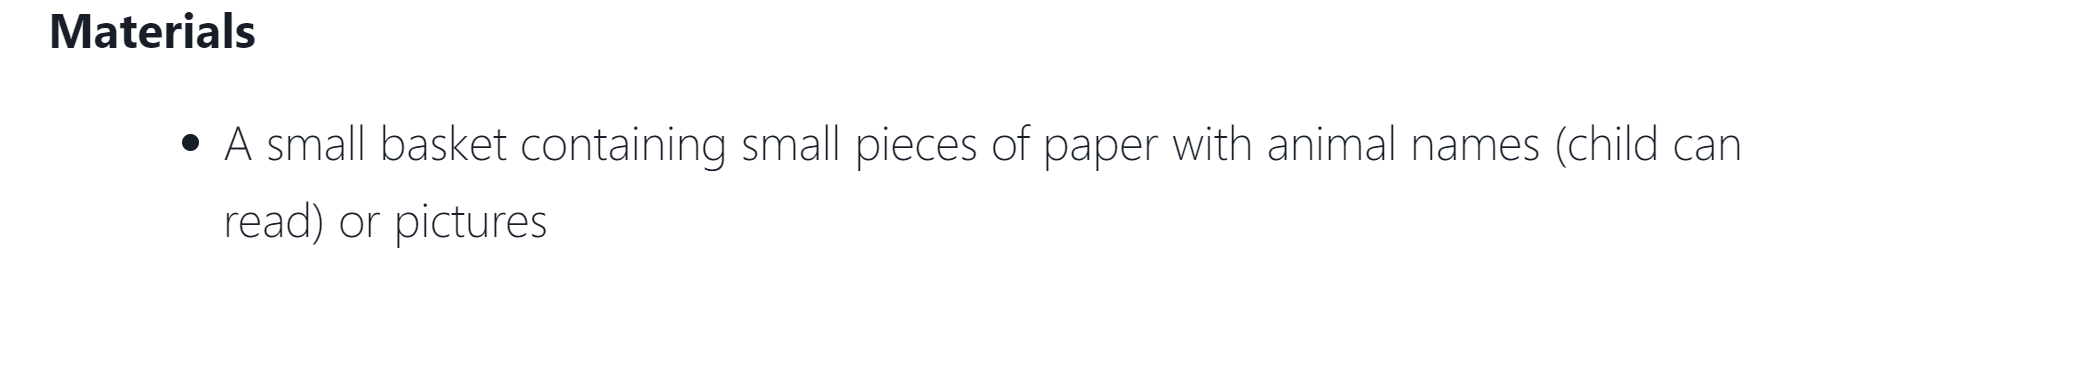 Materials
• A small basket containing small pieces of paper with animal names (child can
read) or pictures